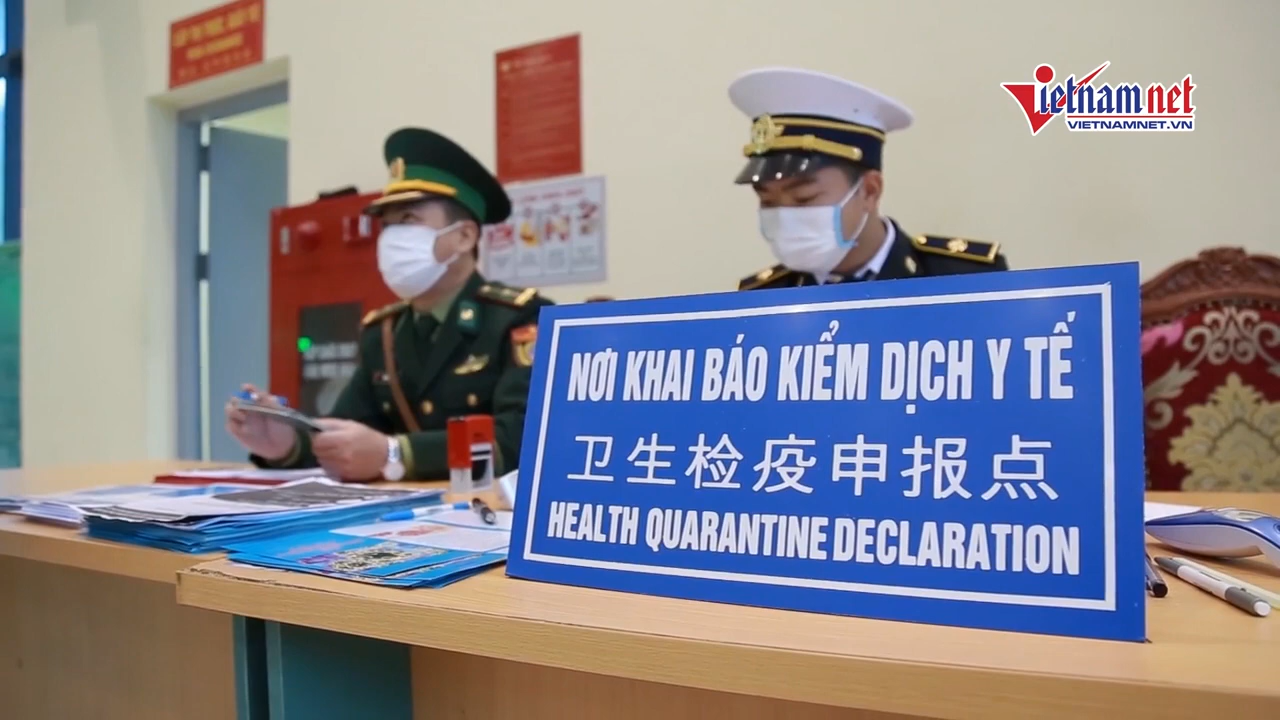 Vietnamnet
VIETNAMNET.VN
NƠI KHAI BÁO KIỂM DỊCH Y TẾ
卫生检疫申报点
HEALTH QUARANTINE DECLARATION